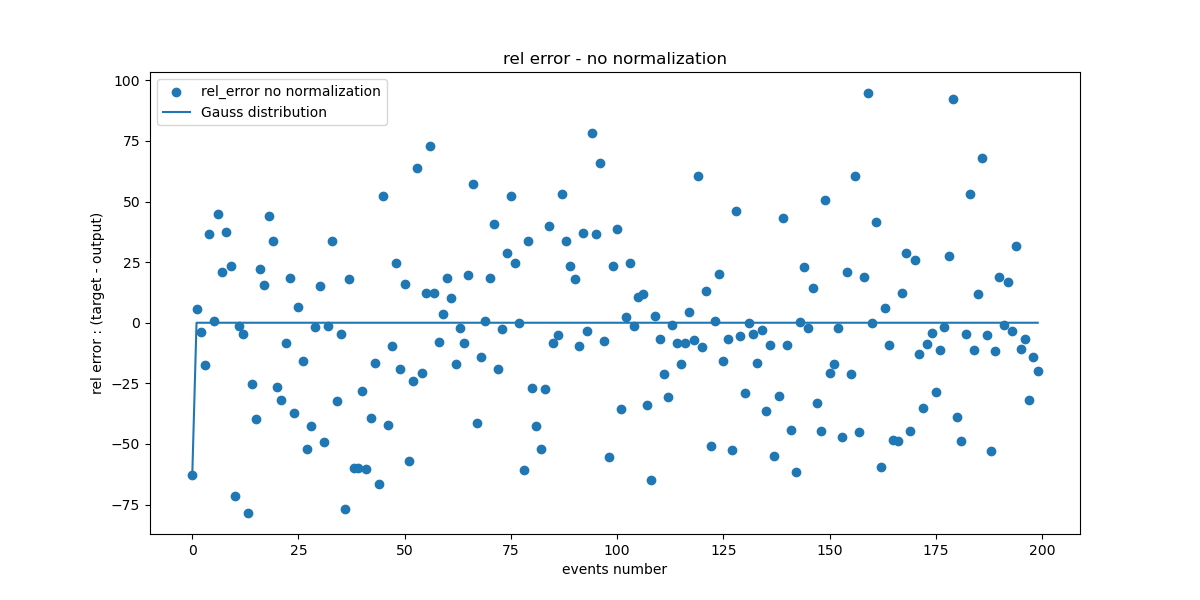 rel error - no normalization
rel_error no normalization
Gauss distribution
rel error : (target - output)
100
75
50
25
0
−25
−50
−75
0 25 50 75 100 125 150 175 200
events number